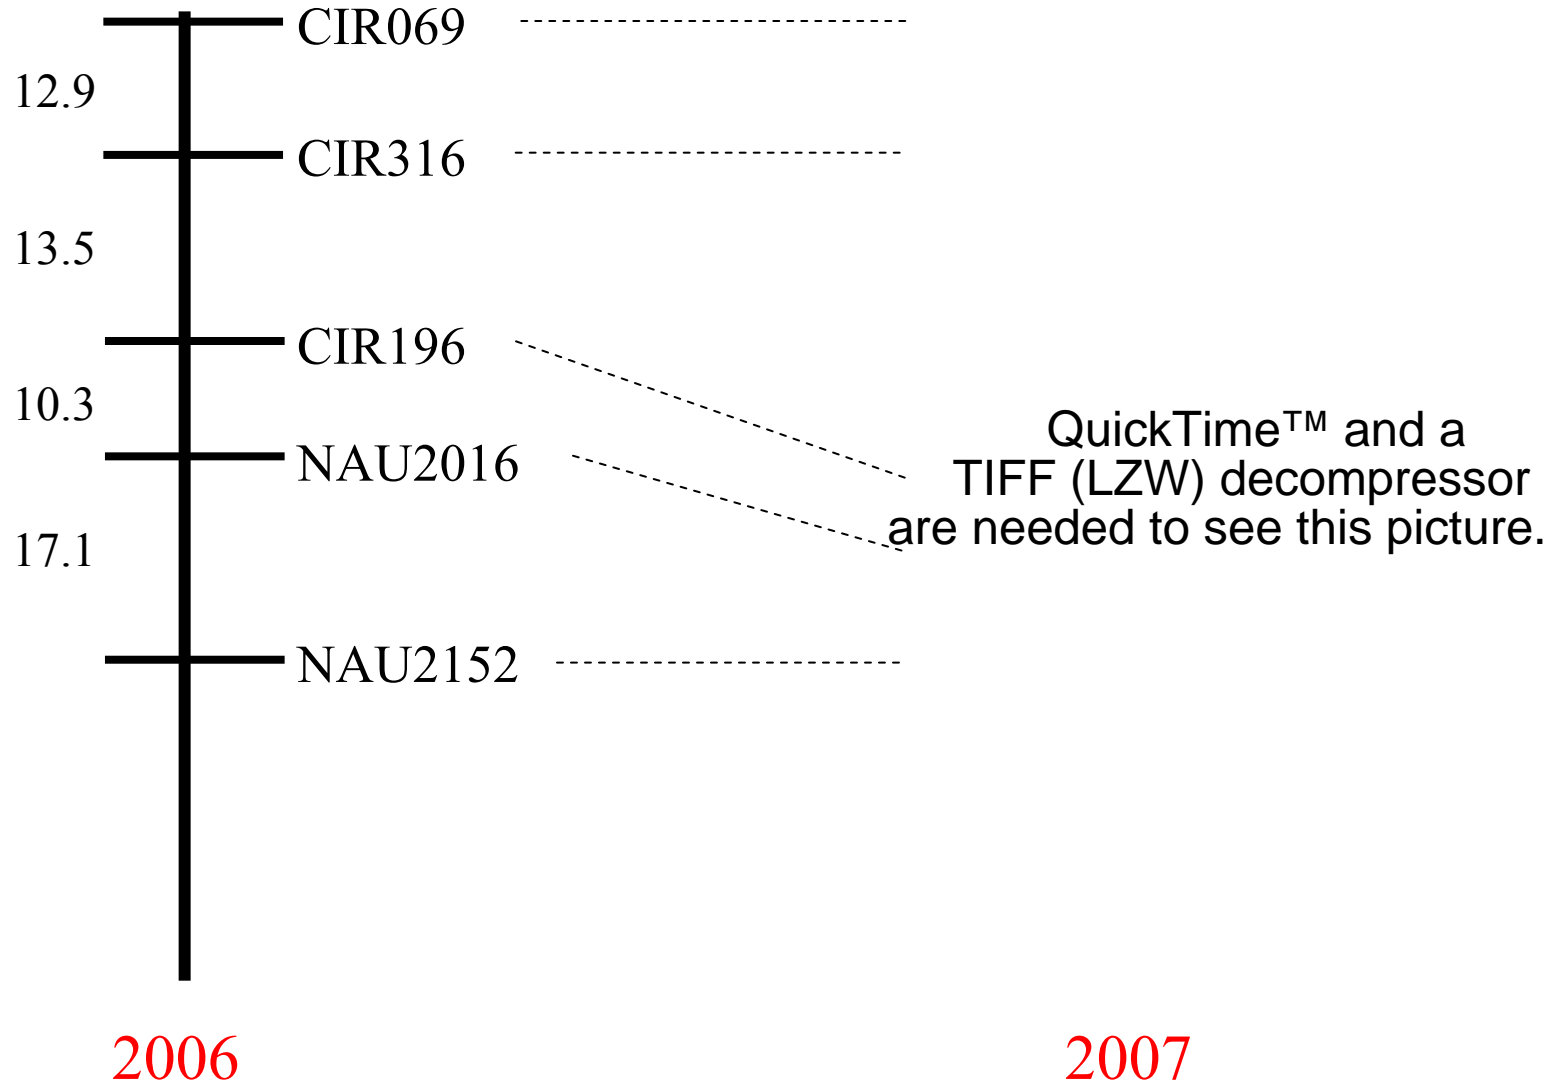 CIR069
12.9
CIR316
13.5
CIR196
10.3
NAU2016
17.1
NAU2152
QuickTime™ and a
TIFF (LZW) decompressor
are needed to see this picture.
2006
2007